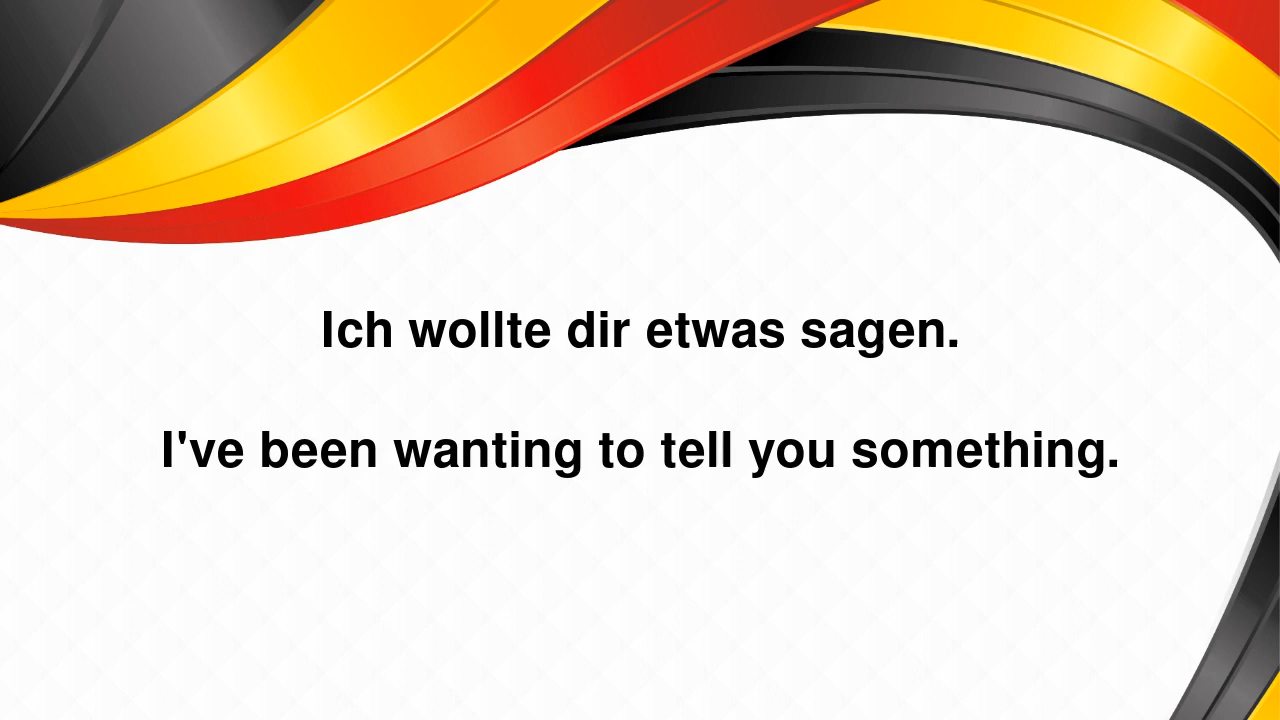 Ich wollte dir etwas sagen.
I've been wanting to tell you something.